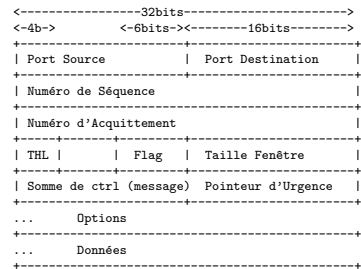 <-----------------32bits------------------->
<-4b-> <-6bits-><--------16bits-------->
| Port Source | Port Destination |
| Numéro de Séquence |
| Numéro d'Acquittement |
| THL | | Flag | Taille Fenêtre |
| Somme de ctrl (message) Pointeur d'Urgence |
... Options
... Données